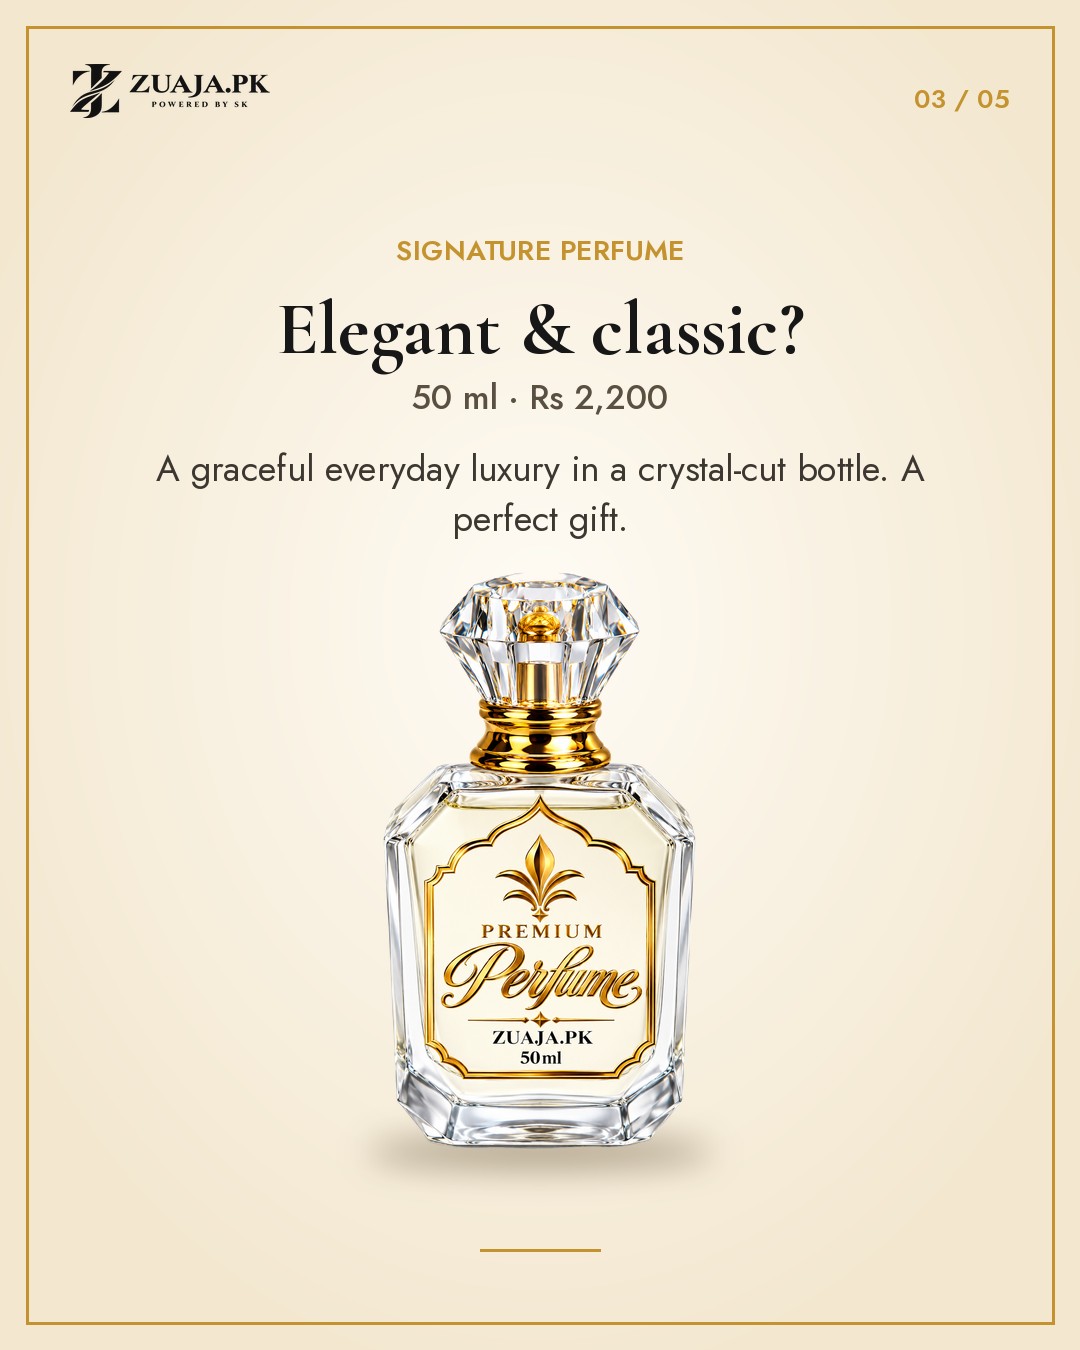 ZUAJA.PK
POWERED BY SK
03 / 05
SIGNATURE PERFUME
Elegant & classic?
50 ml · Rs 2,200
A graceful everyday luxury in a crystal-cut bottle. A
perfect gift.
PREMIUM
Perfume
ZUAJA.PK
50ml